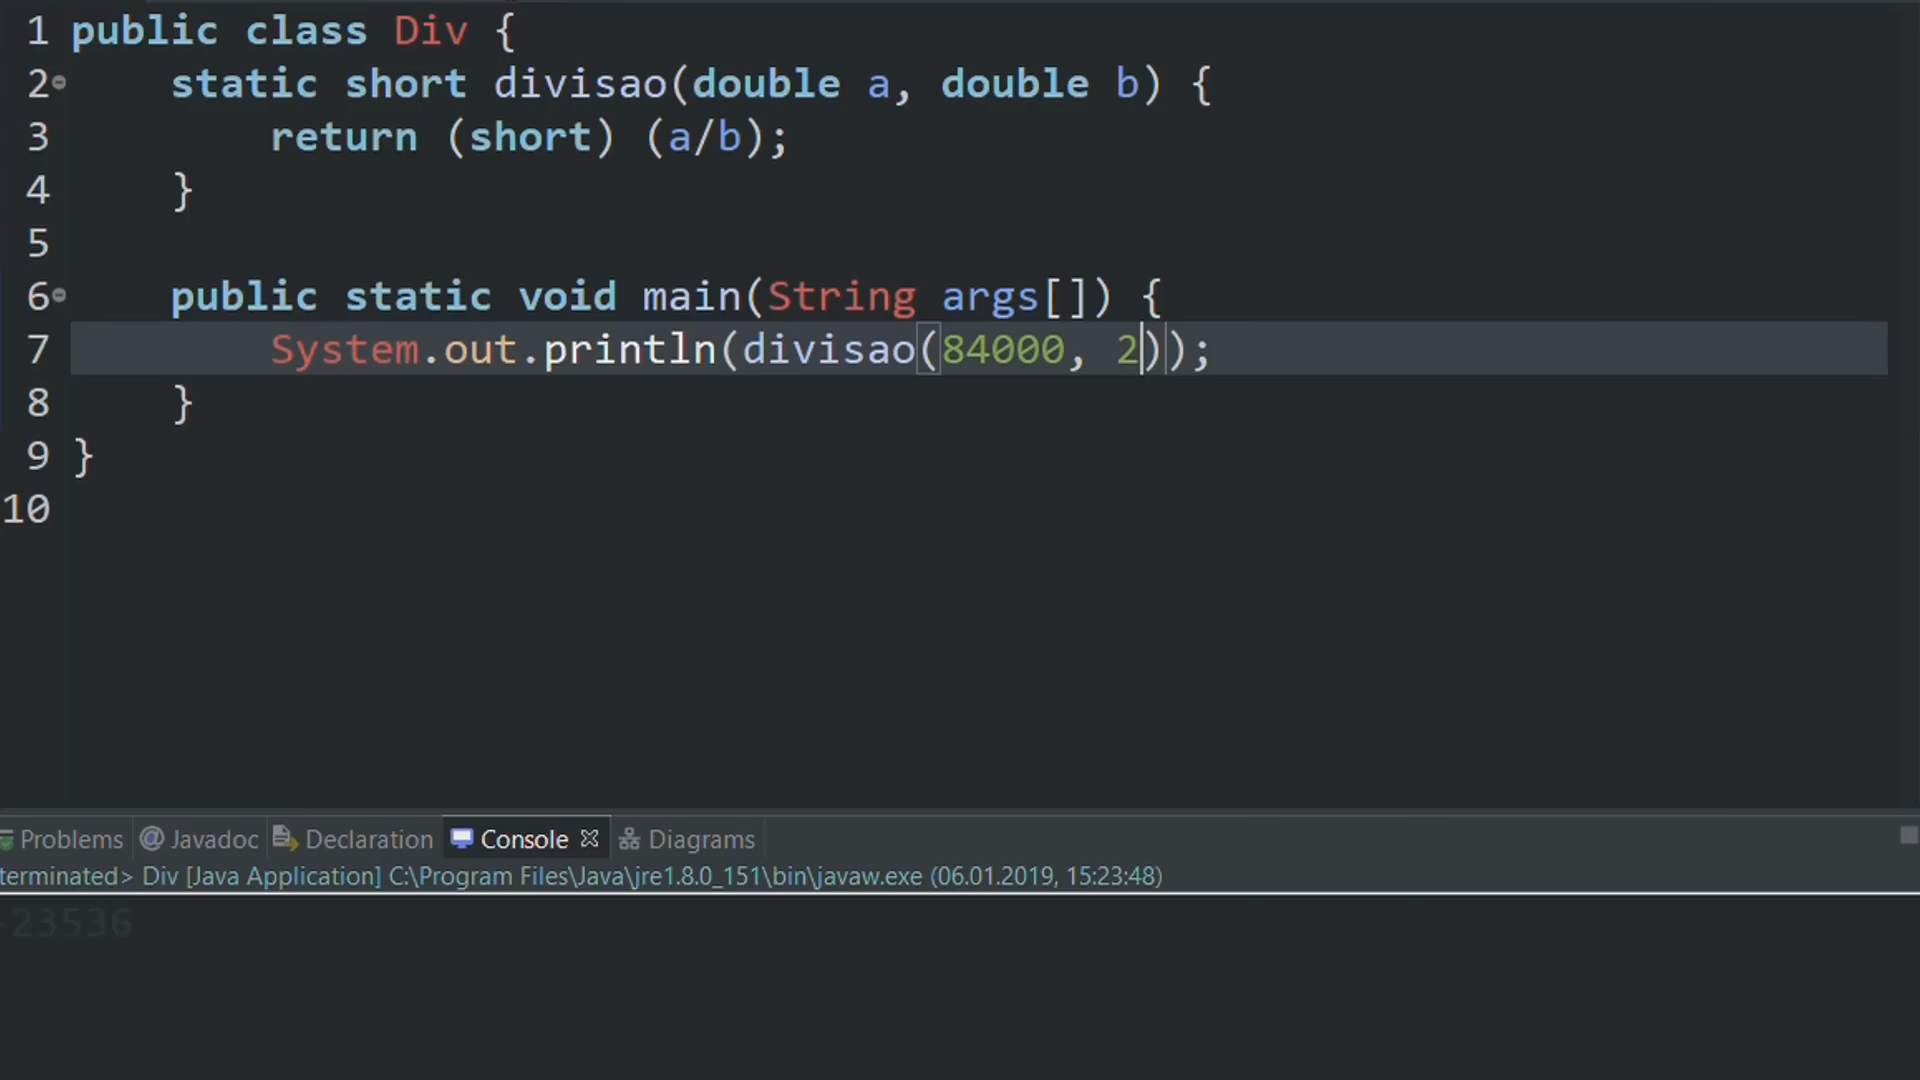 1 public class Div {
2 static short divisao(double a, double b) {
3 return (short) (a/b);
4 }
5
6 public static void main(String args[]) {
7 System.out.println(divisao(84000, 2));
8 }
9 }
10
Problems @ Javadoc Declaration Console Diagrams
terminated> Div [Java Application] C:\Program Files\Java\jre1.8.0_151\bin\javaw.exe (06.01.2019, 15:23:48)
-23536